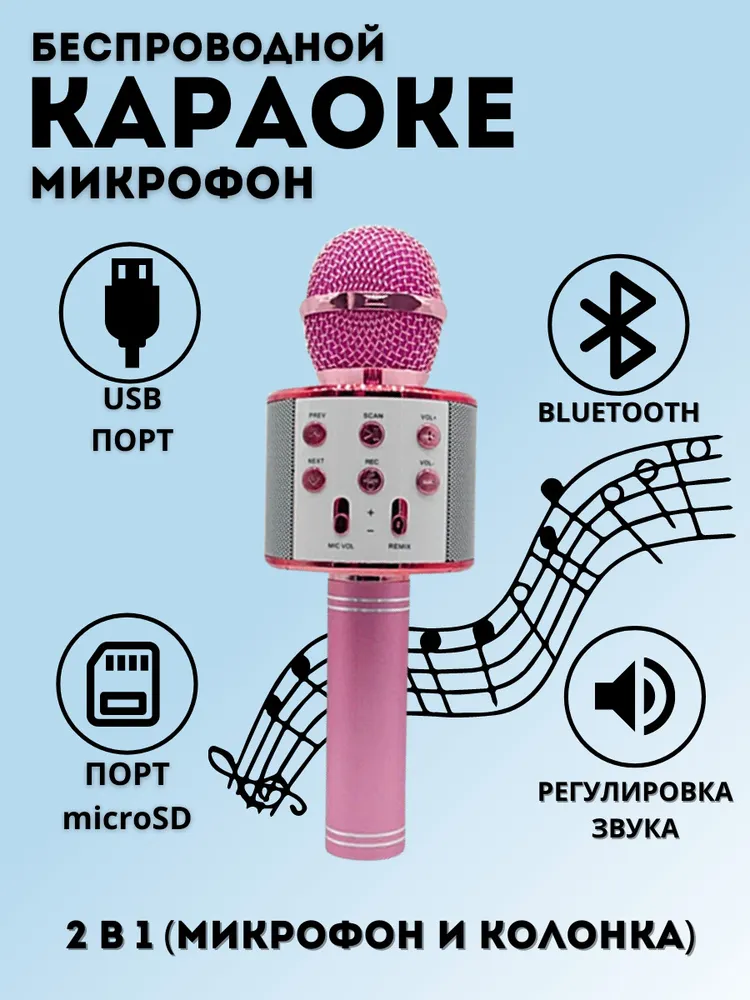 БЕСПРОВОДНОЙ
КАРАОКЕ
МИКРОФОН
USB
ПОРТ
BLUETOOTH
PREV
SCAN
VOL+
NEXT
REC
VOL-
+
−
MIC VOL
REMIX
ПОРТ
microSD
РЕГУЛИРОВКА
ЗВУКА
2 В 1 (МИКРОФОН И КОЛОНКА)